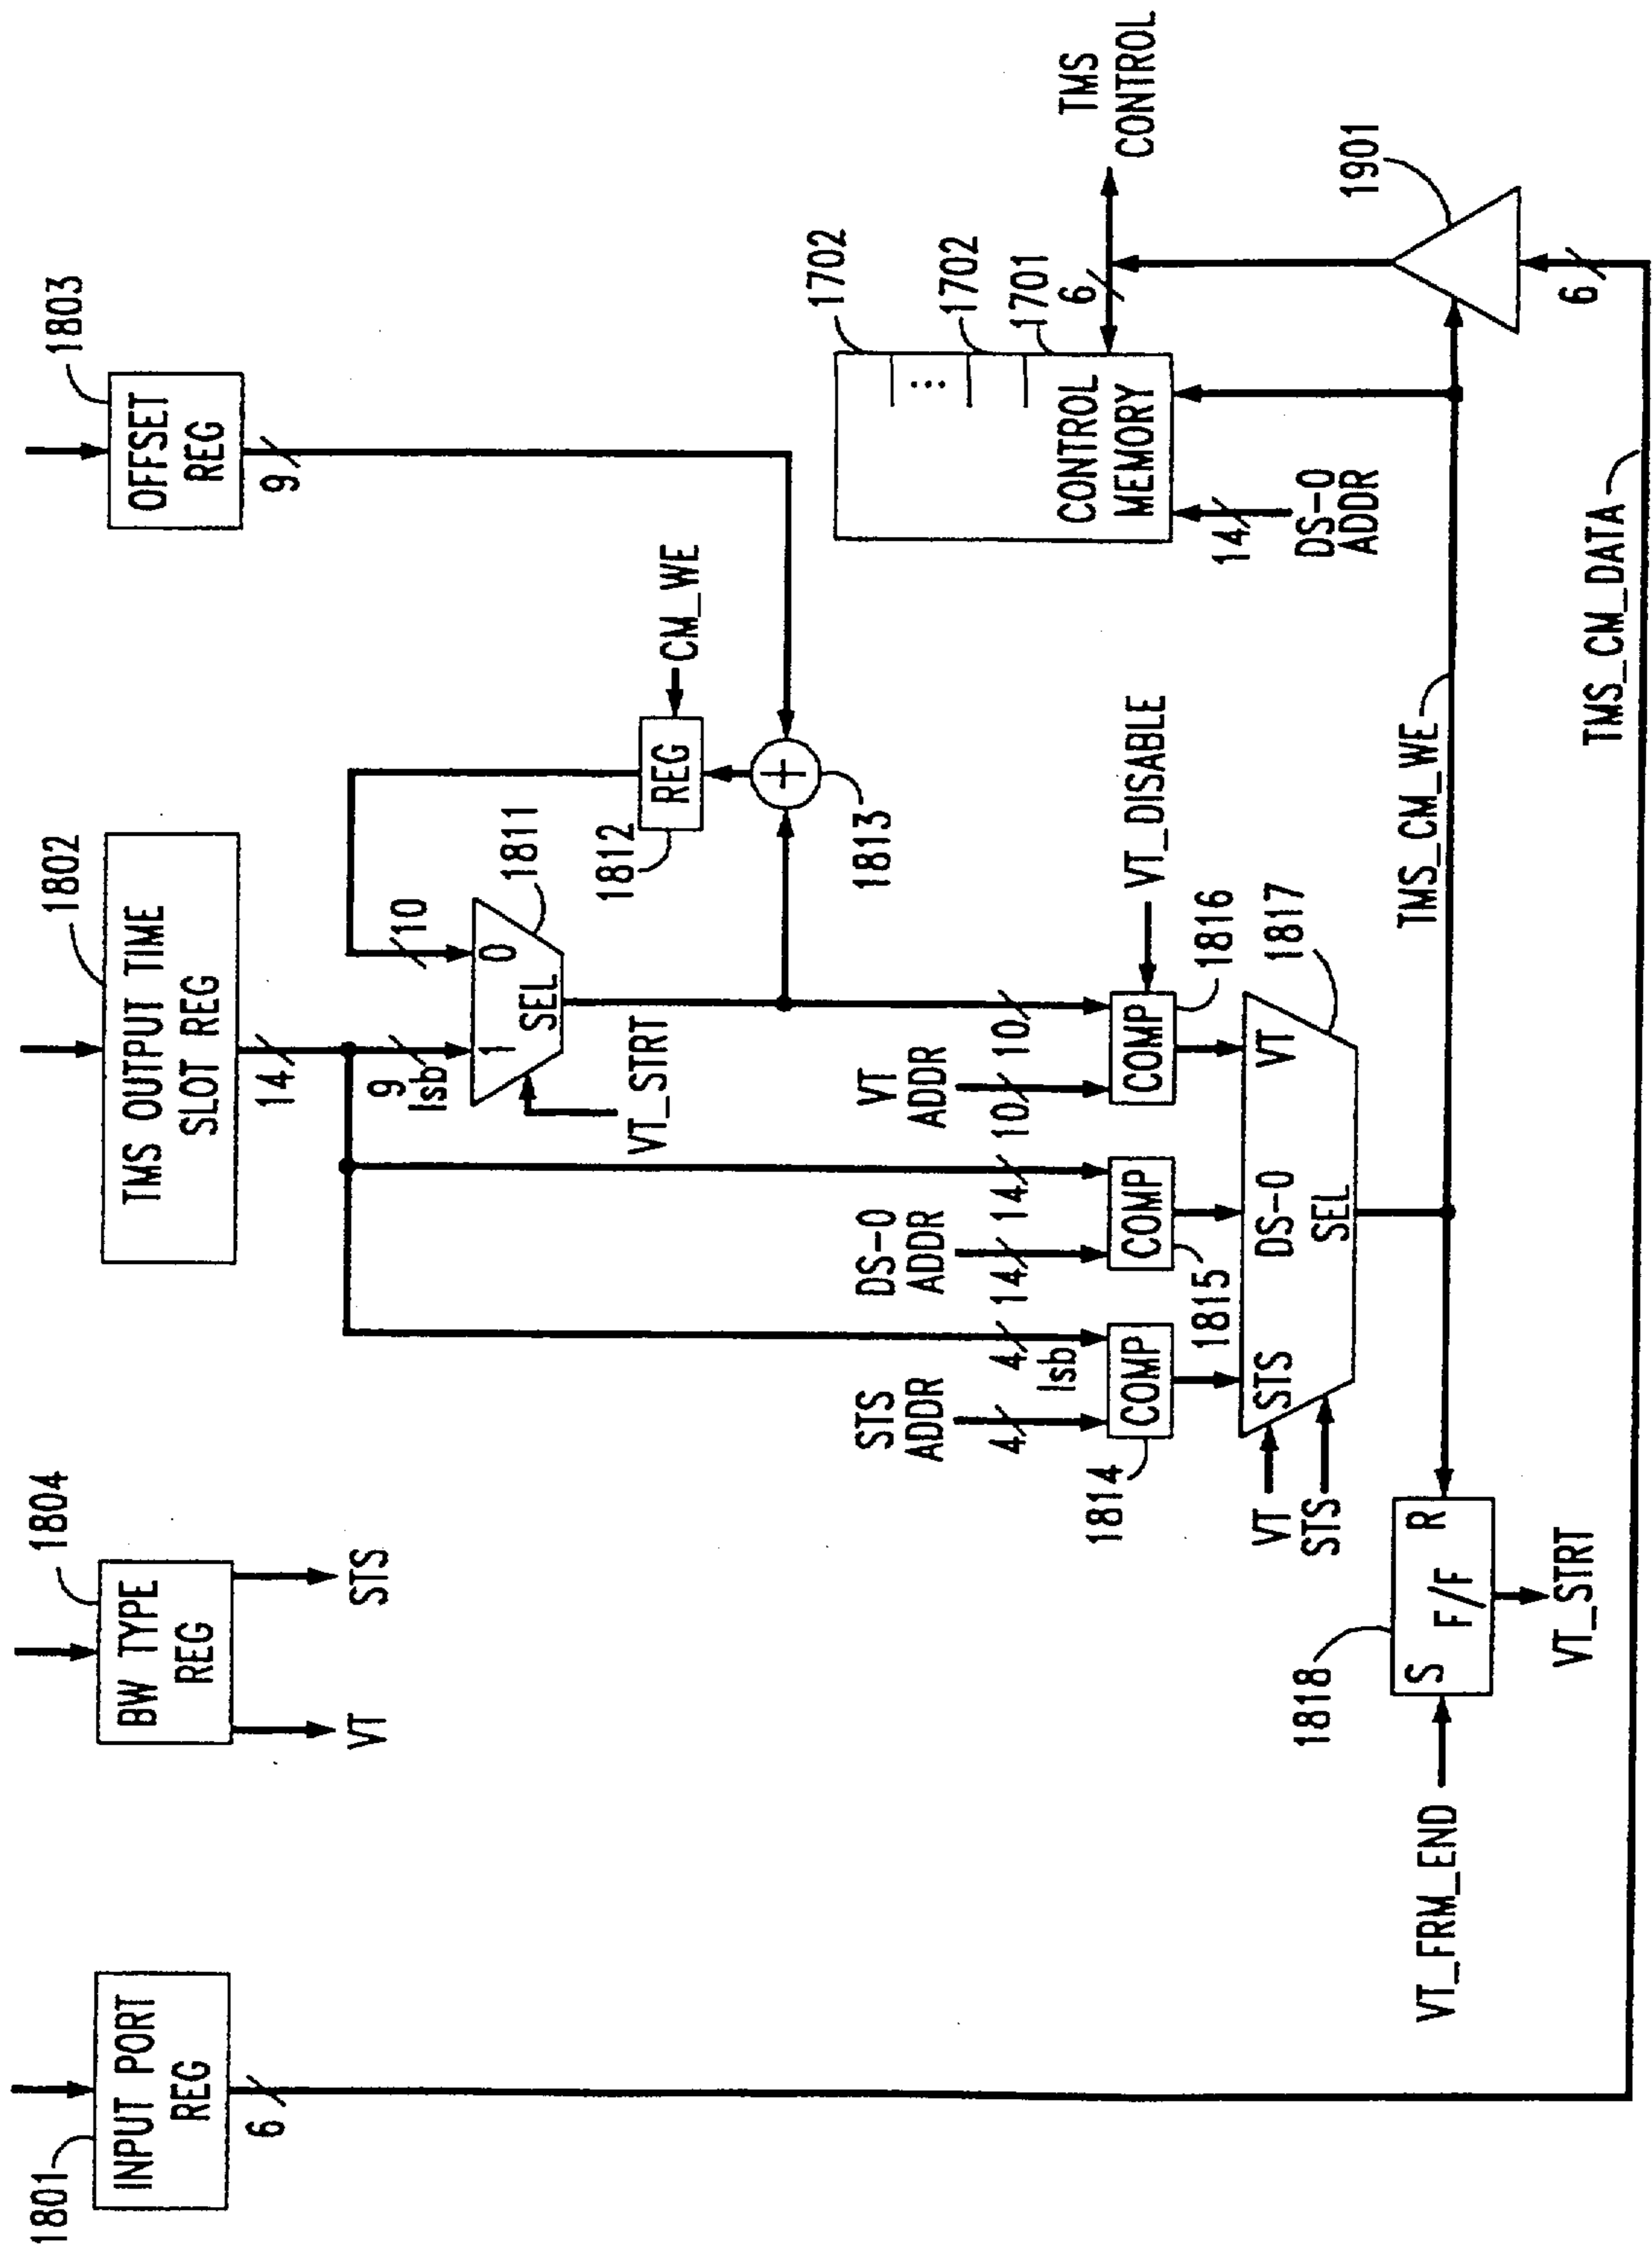 1801
INPUT PORT
REG
6
1804
BW TYPE
REG
VT
STS
1802
TMS OUTPUT TIME
SLOT REG
14
9
lsb
1803
OFFSET
REG
9
10
1
0
SEL
1811
VT_STRT
1812
REG
CM_WE
1813
STS
ADDR
4
4
lsb
DS-0
ADDR
14
14
VT
ADDR
10
10
VT_DISABLE
COMP
1814
COMP
1815
COMP
1816
STS
DS-0
VT
SEL
1817
VT
STS
VT_FRM_END
S
R
F/F
1818
VT_STRT
1702
1702
1701
CONTROL
MEMORY
6
TMS
CONTROL
14
DS-0
ADDR
TMS_CM_WE
1901
6
TMS_CM_DATA